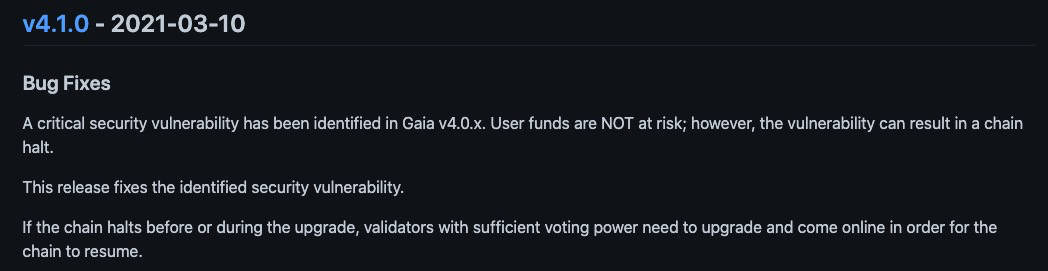 v4.1.0 - 2021-03-10
Bug Fixes
A critical security vulnerability has been identified in Gaia v4.0.x. User funds are NOT at risk; however, the vulnerability can result in a chain
halt.
This release fixes the identified security vulnerability.
If the chain halts before or during the upgrade, validators with sufficient voting power need to upgrade and come online in order for the
chain to resume.